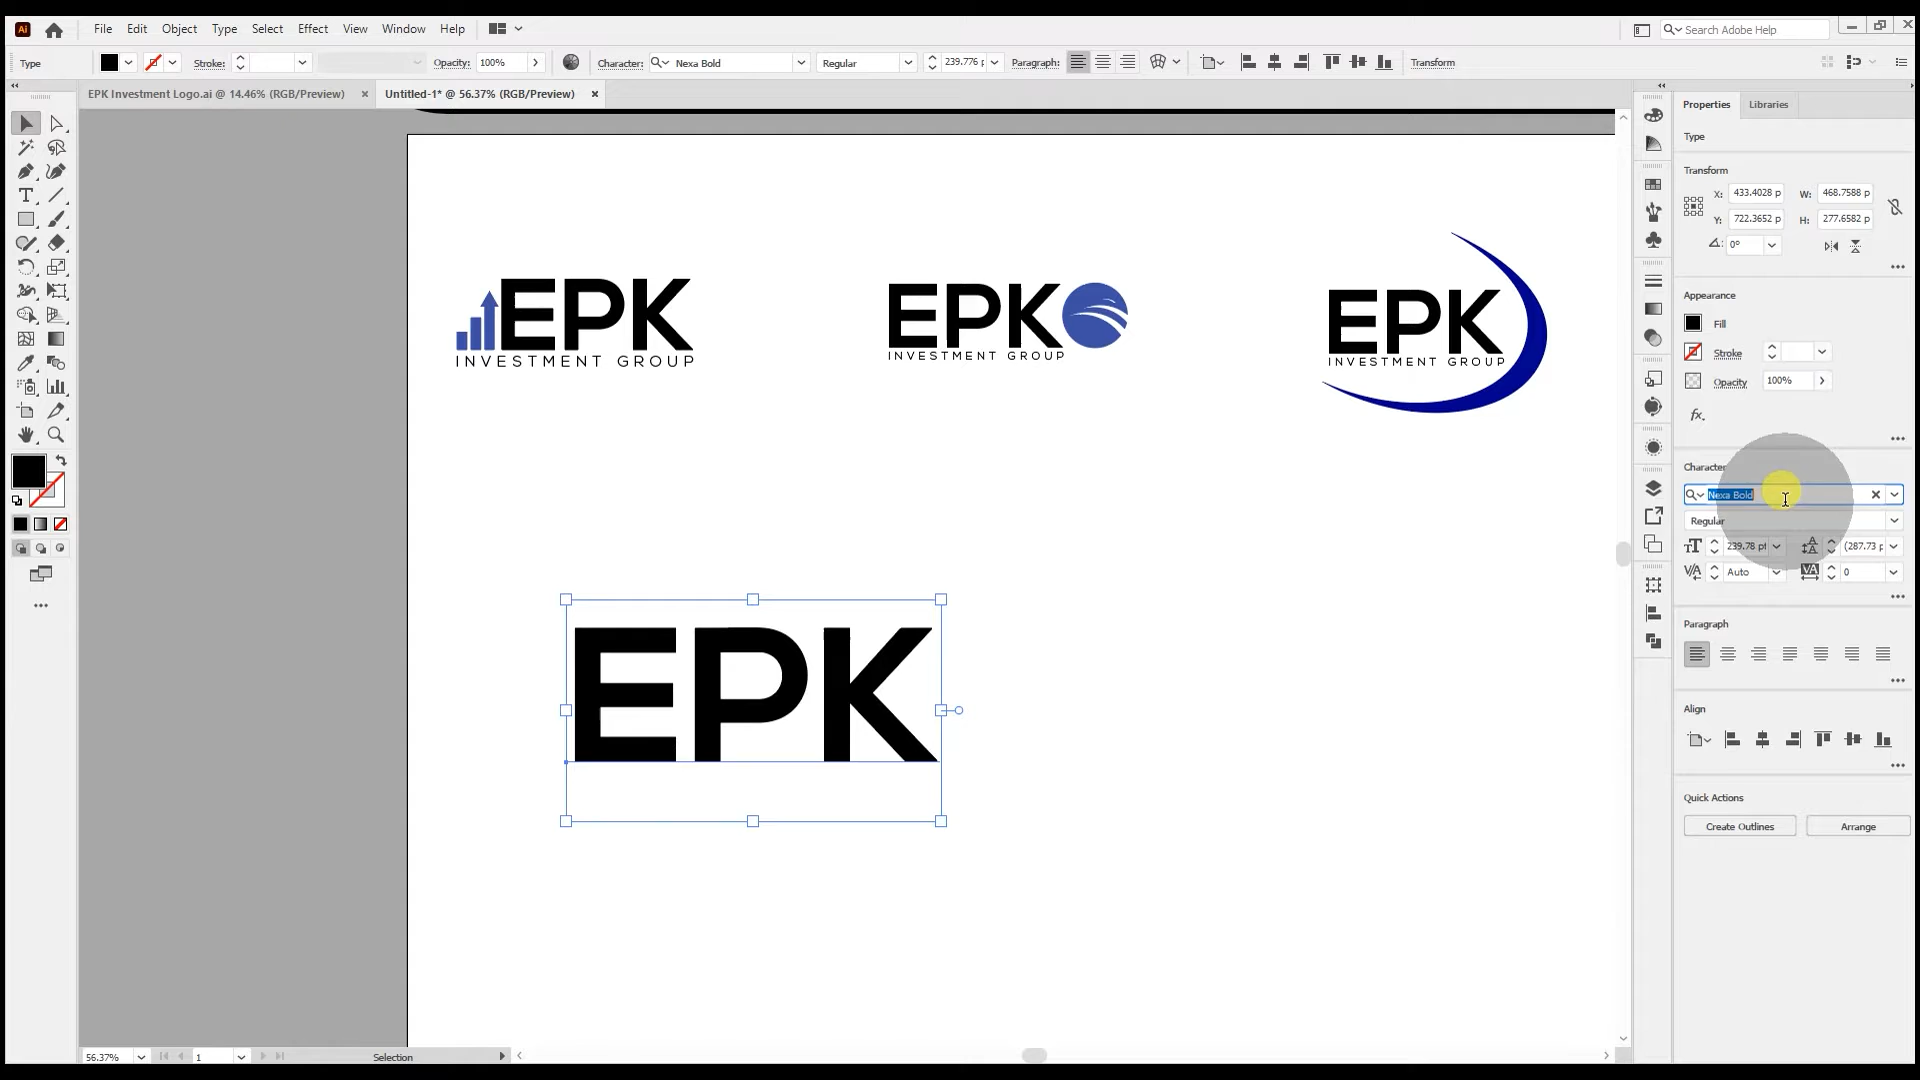 Ai File Edit Object Type Select Effect View Window Help Search Adobe Help
Type Stroke: Opacity: 100% Character: Nexa Bold Regular 239.776 p Paragraph: Transform
EPK Investment Logo.ai @ 14.46% (RGB/Preview) × Untitled-1* @ 56.37% (RGB/Preview) ×
Properties Libraries
Type
Transform
X: 433.4028 p W: 468.7588 p
Y: 722.3652 p H: 277.6582 p
0°
Appearance
Fill
Stroke
Opacity 100%
fx.
Character
Nexa Bold
Regular
239.78 pt (287.73 p
Auto 0
Paragraph
Align
Quick Actions
Create Outlines Arrange
EPK
INVESTMENT GROUP
EPK
INVESTMENT GROUP
EPK
INVESTMENT GROUP
EPK
56.37% 1 Selection